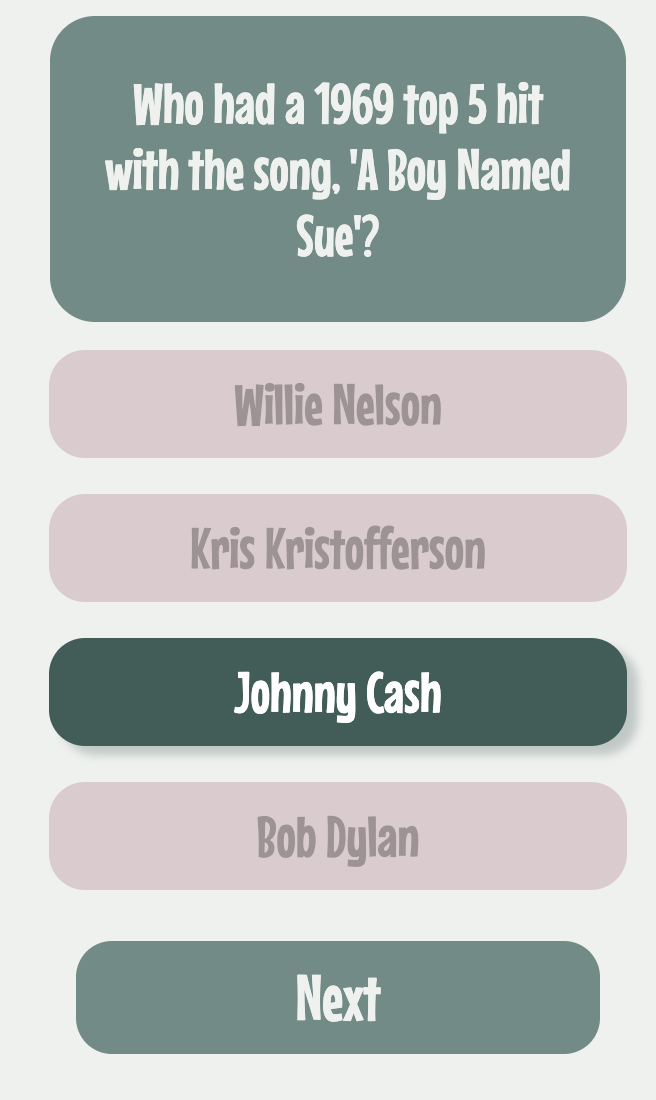 Who had a 1969 top 5 hit
with the song, 'A Boy Named
Sue'?
Willie Nelson
Kris Kristofferson
Johnny Cash
Bob Dylan
Next